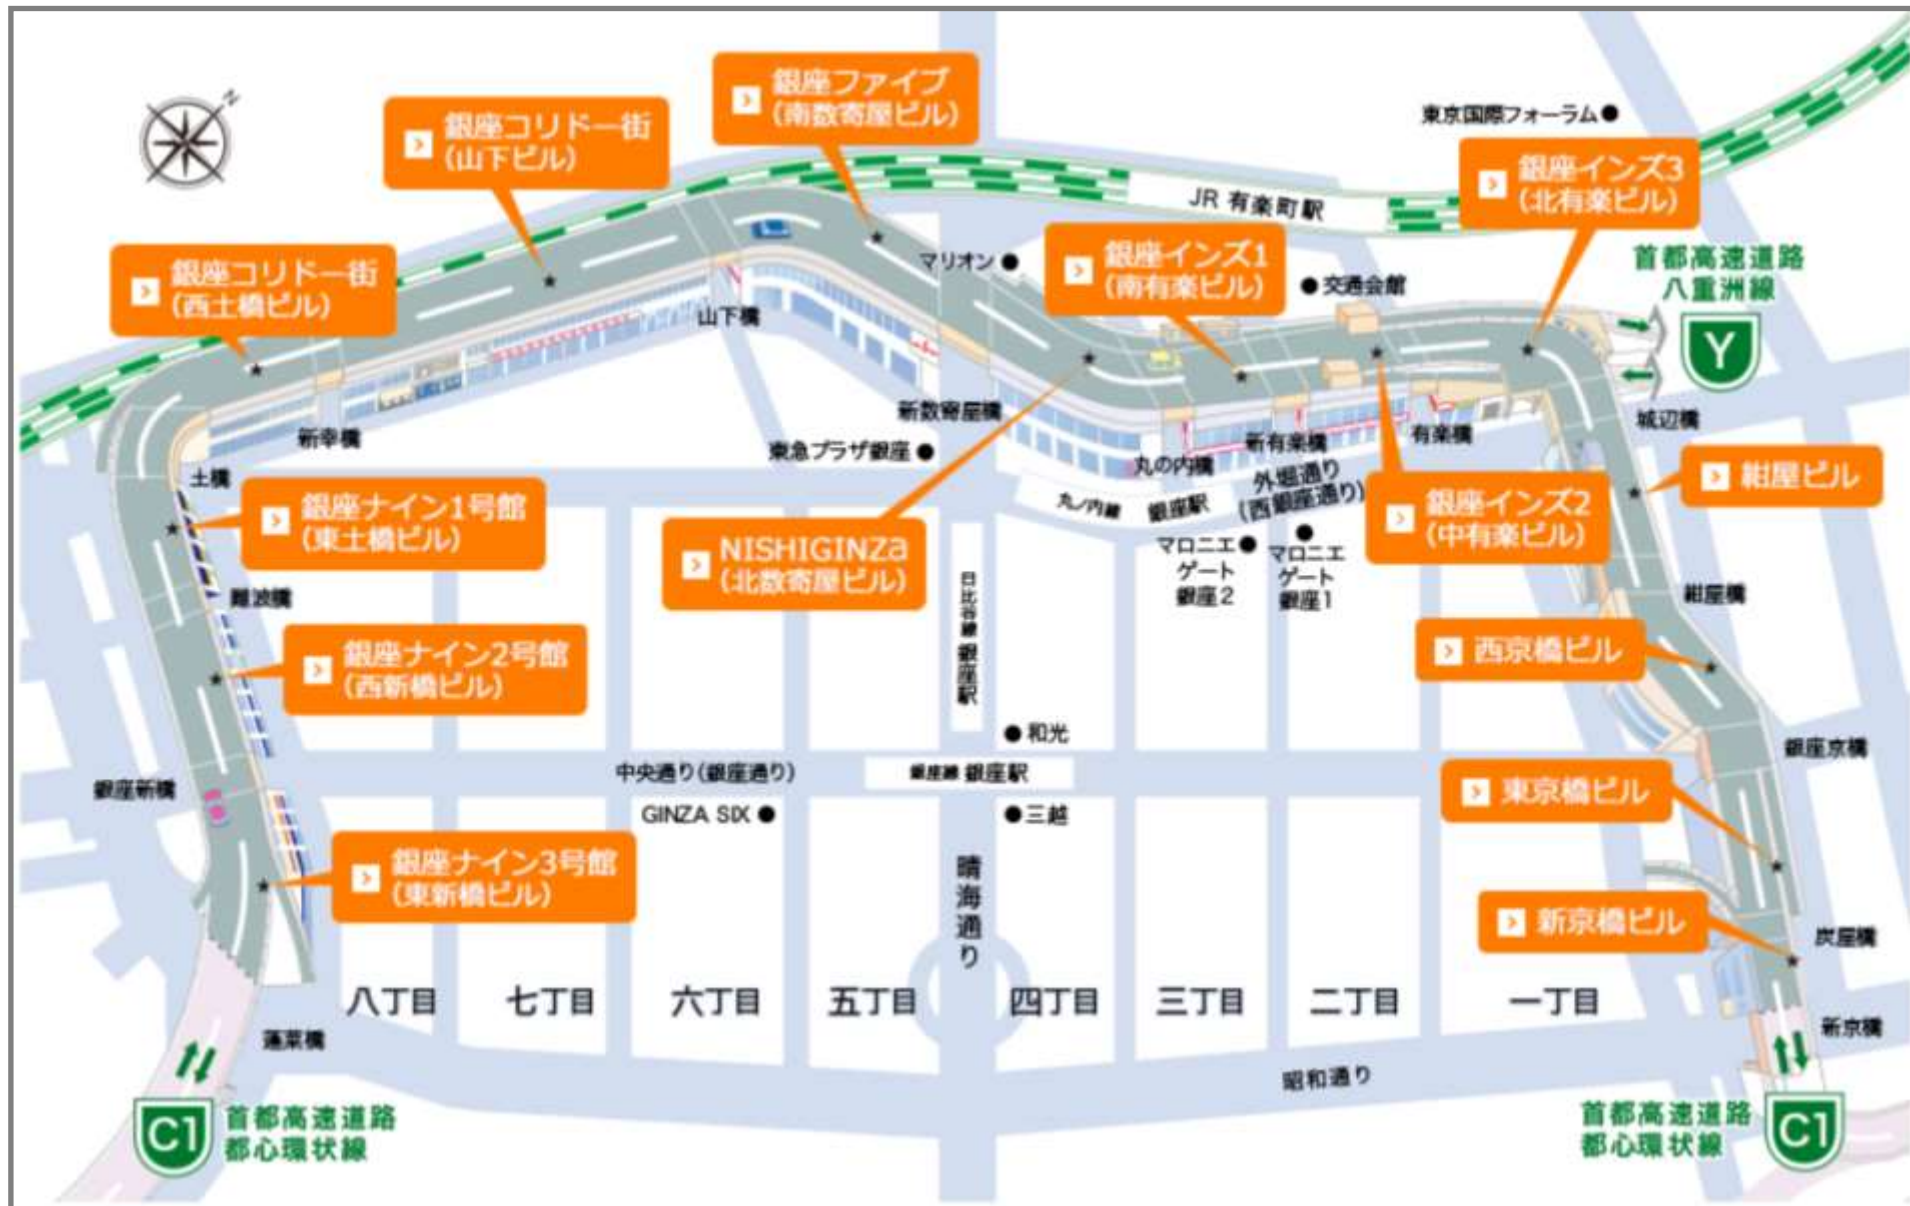 N
銀座ファイブ
(南数寄屋ビル)
銀座コリドー街
(山下ビル)
東京国際フォーラム
銀座インズ3
(北有楽ビル)
JR 有楽町駅
銀座コリドー街
(西土橋ビル)
マリオン
銀座インズ1
(南有楽ビル)
交通会館
首都高速道路
八重洲線
Y
山下橋
新幸橋
新数寄屋橋
東急プラザ銀座
丸の内橋
新有楽橋
有楽橋
城辺橋
土橋
外堀通り
(西銀座通り)
丸ノ内線 銀座駅
紺屋ビル
銀座ナイン1号館
(東土橋ビル)
銀座インズ2
(中有楽ビル)
NISHIGINZa
(北数寄屋ビル)
マロニエ
ゲート
銀座2
マロニエ
ゲート
銀座1
難波橋
紺屋橋
日比谷線 銀座駅
銀座ナイン2号館
(西新橋ビル)
西京橋ビル
和光
銀座京橋
中央通り(銀座通り)
銀座線 銀座駅
銀座新橋
東京橋ビル
GINZA SIX
三越
銀座ナイン3号館
(東新橋ビル)
晴海通り
新京橋ビル
炭屋橋
八丁目
七丁目
六丁目
五丁目
四丁目
三丁目
二丁目
一丁目
新京橋
蓬莱橋
昭和通り
C1
首都高速道路
都心環状線
首都高速道路
都心環状線
C1